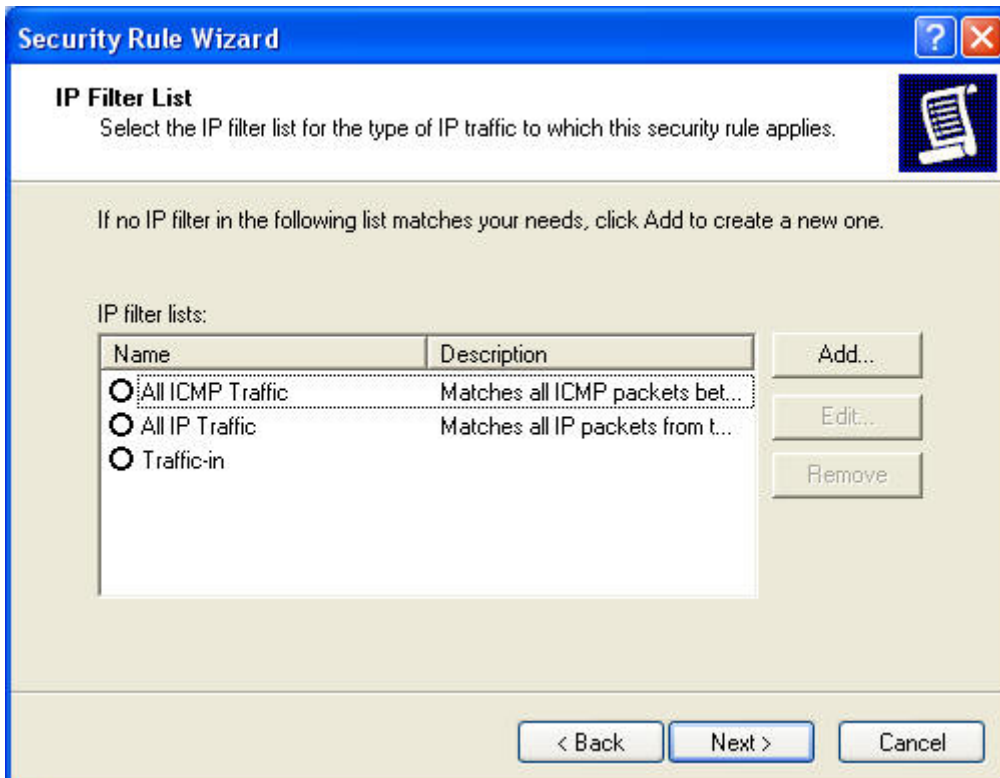 Security Rule Wizard
IP Filter List
Select the IP filter list for the type of IP traffic to which this security rule applies.
If no IP filter in the following list matches your needs, click Add to create a new one.
IP filter lists:
Name Description
All ICMP Traffic Matches all ICMP packets bet...
All IP Traffic Matches all IP packets from t...
Traffic-in
Add...
Edit...
Remove
< Back Next > Cancel